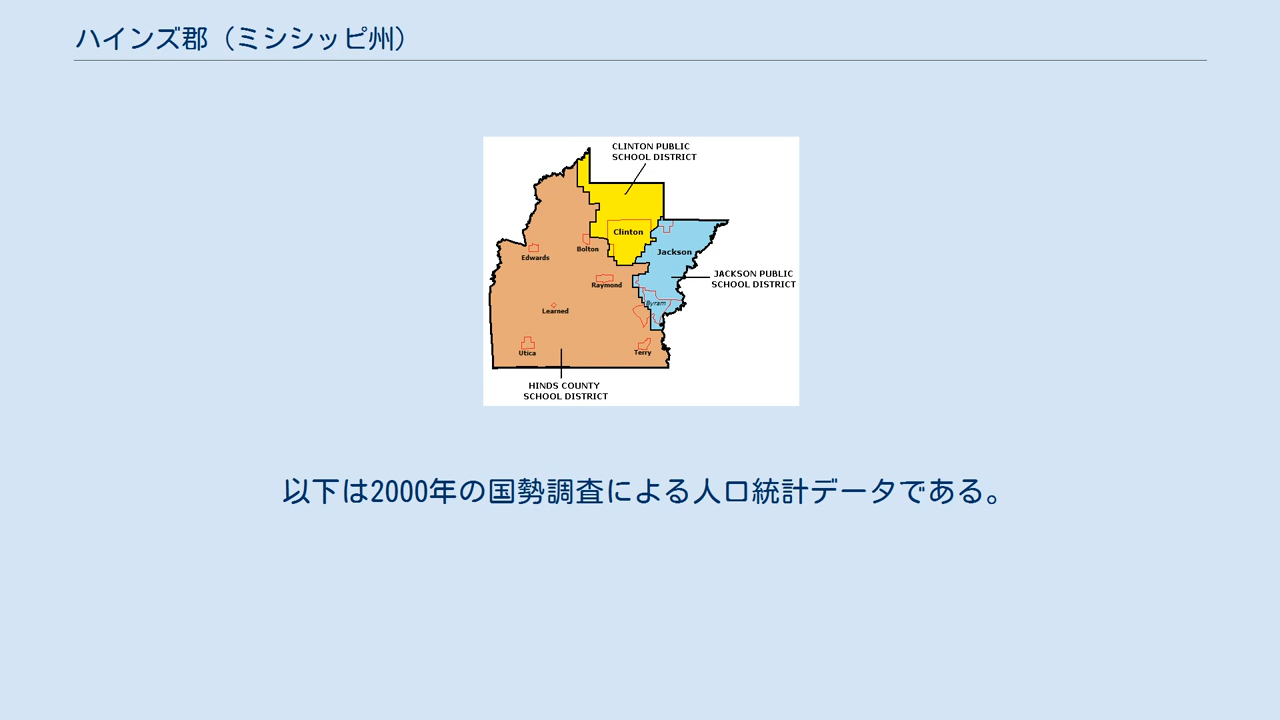 ハインズ郡（ミシシッピ州）
CLINTON PUBLIC
SCHOOL DISTRICT
Clinton
Bolton
Edwards
Jackson
JACKSON PUBLIC
SCHOOL DISTRICT
Raymond
Byram
Learned
Utica
Terry
HINDS COUNTY
SCHOOL DISTRICT
以下は2000年の国勢調査による人口統計データである。